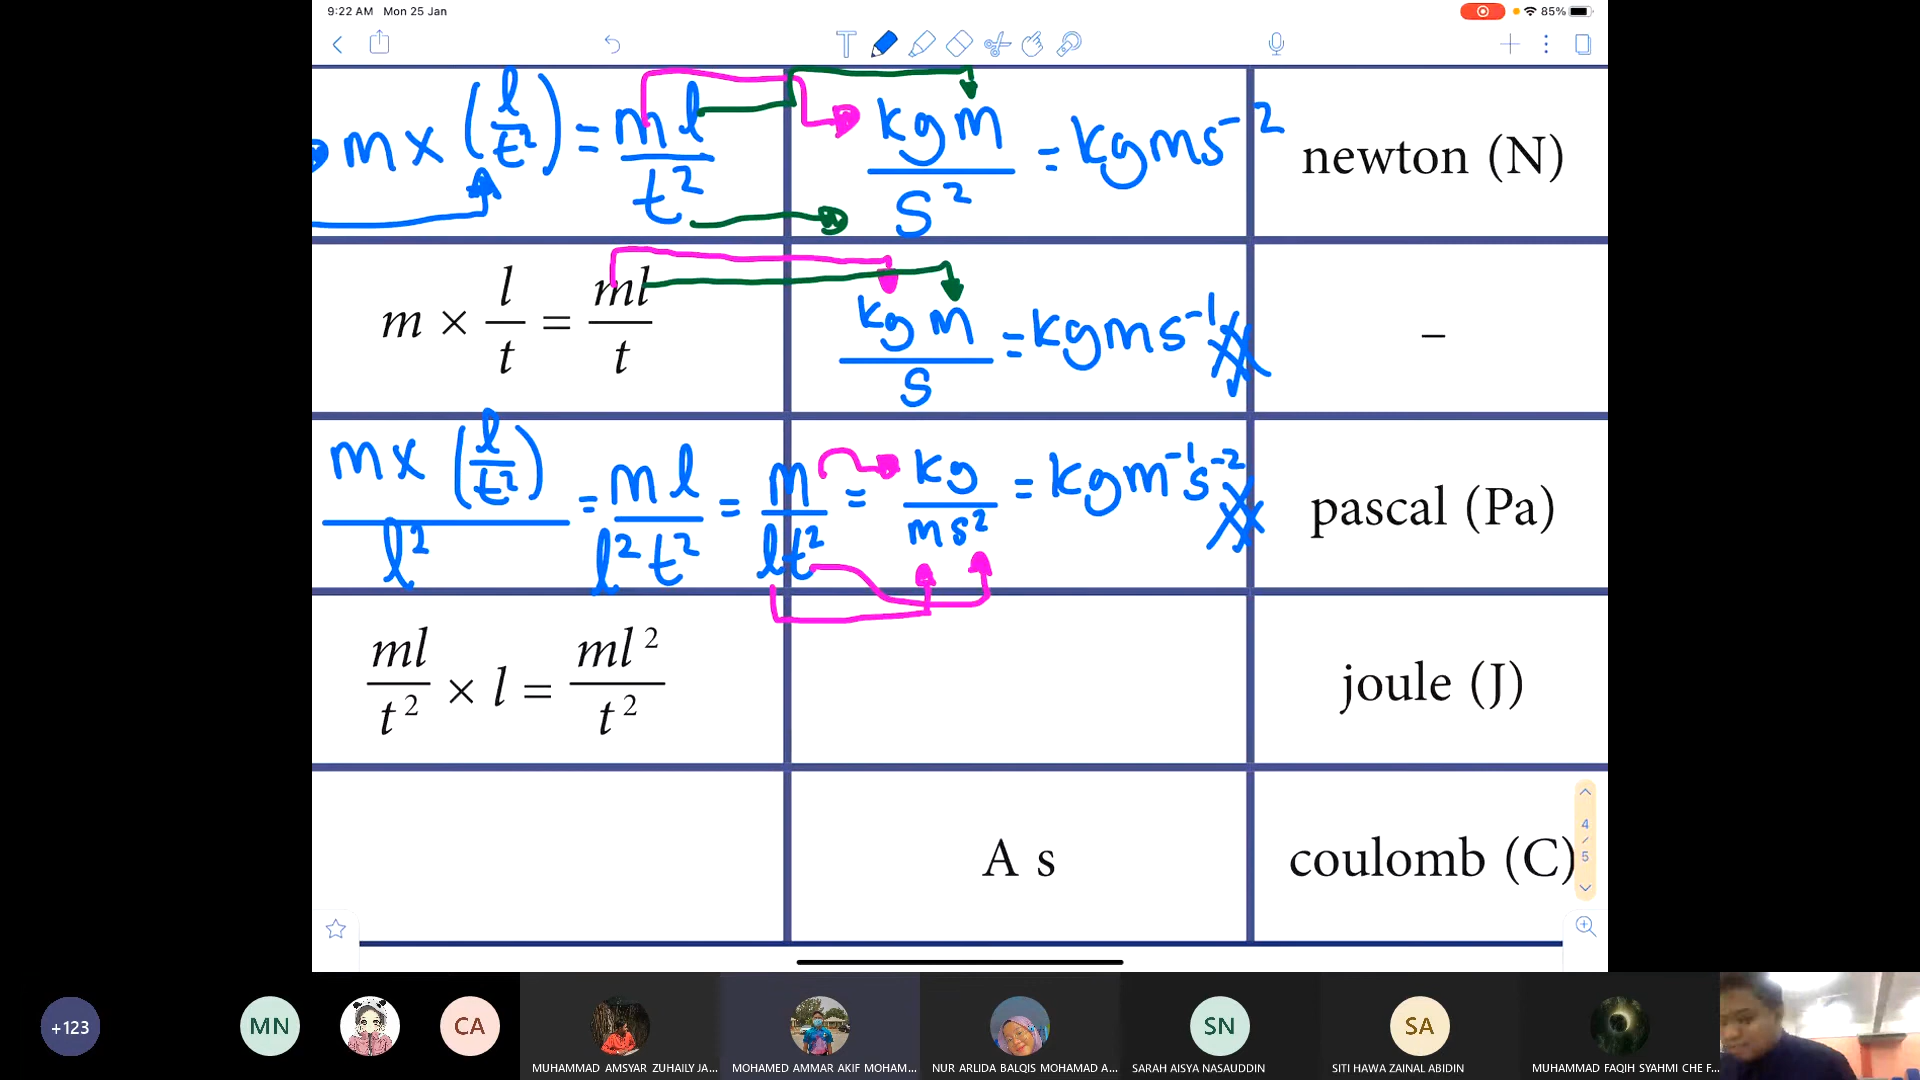 9:22 AM Mon 25 Jan
85%
m x (l/t²) = ml/t²
kgm/s² = kgms⁻²
newton (N)
m × l/t = ml/t
kgm/s = kgms⁻¹
–
m x (l/t²)/l² = ml/l²t² = m/lt² = kg/ms² = kgm⁻¹s⁻²
pascal (Pa)
ml/t² × l = ml²/t²
joule (J)
A s
coulomb (C)
4
/
5
+123
MN
CA
SN
SA
MUHAMMAD AMSYAR ZUHAILY JA...
MOHAMED AMMAR AKIF MOHAM...
NUR ARLIDA BALQIS MOHAMAD A...
SARAH AISYA NASAUDDIN
SITI HAWA ZAINAL ABIDIN
MUHAMMAD FAQIH SYAHMI CHE F...